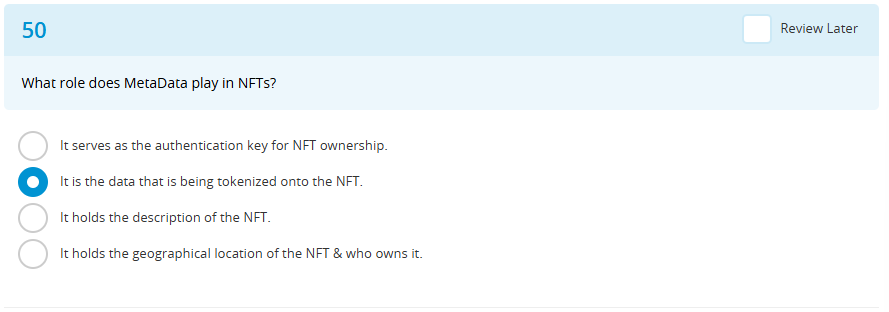 50
Review Later
What role does MetaData play in NFTs?
It serves as the authentication key for NFT ownership.
It is the data that is being tokenized onto the NFT.
It holds the description of the NFT.
It holds the geographical location of the NFT & who owns it.